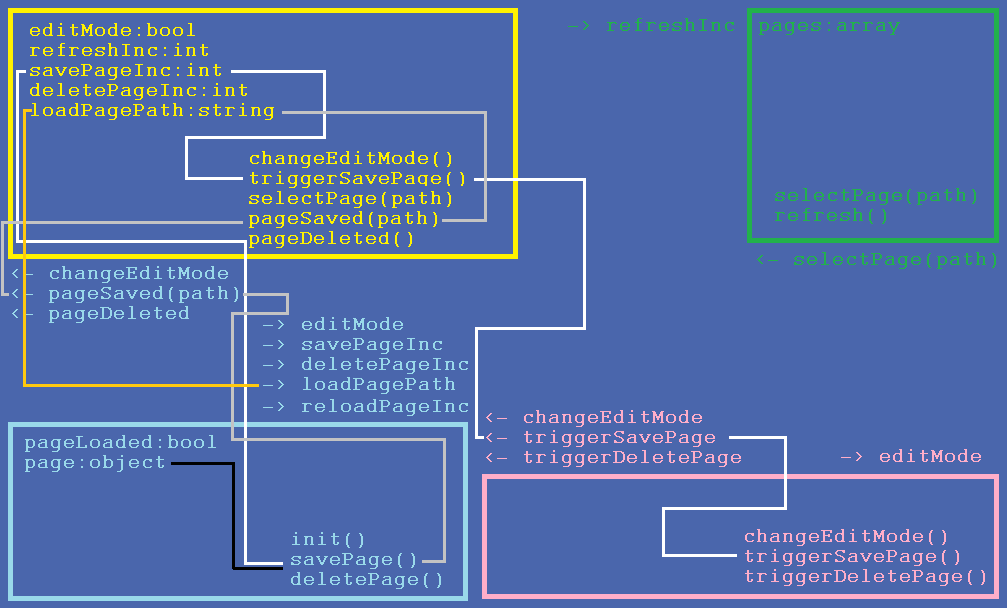 editMode:bool
refreshInc:int
savePageInc:int
deletePageInc:int
loadPagePath:string
changeEditMode()
triggerSavePage()
selectPage(path)
pageSaved(path)
pageDeleted()
-> refreshInc
pages:array
selectPage(path)
refresh()
<- selectPage(path)
<- changeEditMode
<- pageSaved(path)
<- pageDeleted
-> editMode
-> savePageInc
-> deletePageInc
-> loadPagePath
-> reloadPageInc
pageLoaded:bool
page:object
init()
savePage()
deletePage()
<- changeEditMode
<- triggerSavePage
<- triggerDeletePage
-> editMode
changeEditMode()
triggerSavePage()
triggerDeletePage()